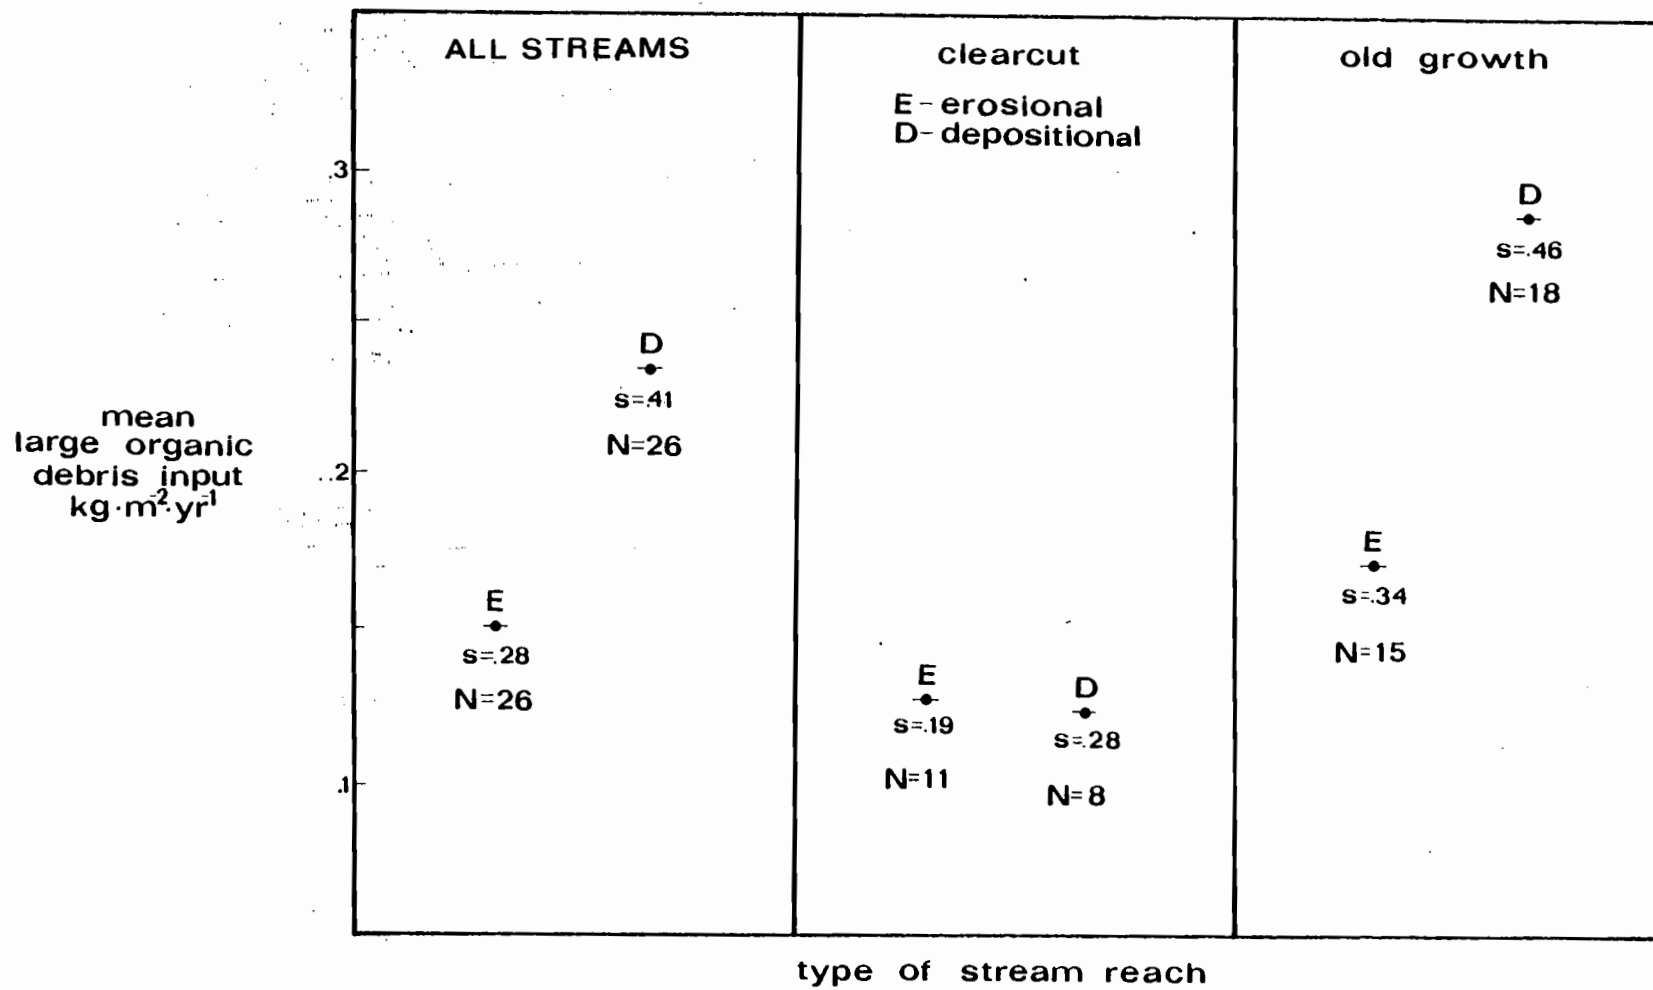 ALL STREAMS
clearcut
old growth
E-erosional
D-depositional
.3
D
s=.46
N=18
D
s=.41
N=26
mean
large organic
debris input
kg·m⁻²·yr⁻¹
.2
E
s=.34
N=15
E
s=.28
N=26
E
s=.19
N=11
D
s=.28
N=8
.1
type of stream reach